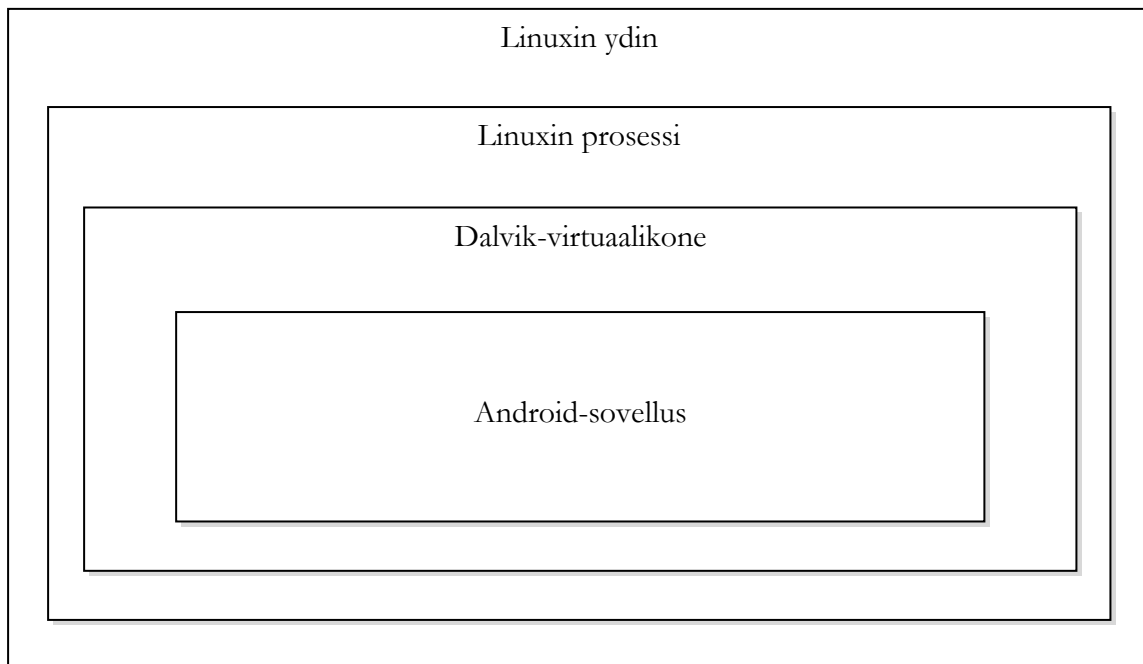 Linuxin ydin
Linuxin prosessi
Dalvik-virtuaalikone
Android-sovellus